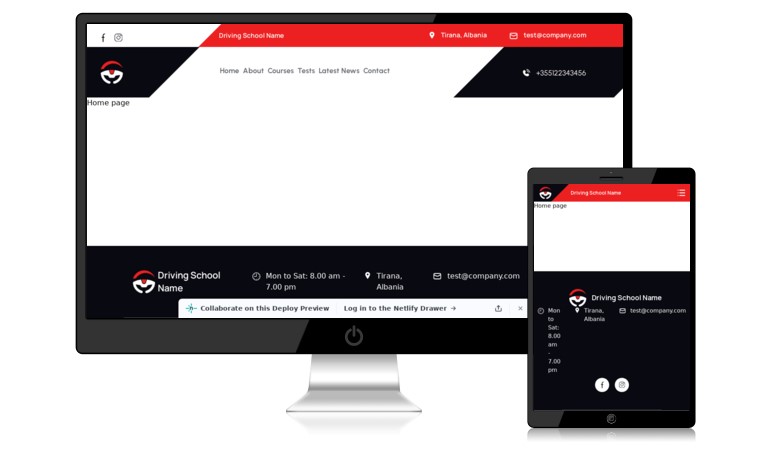 Driving School Name
Tirana, Albania
test@company.com
Home About Courses Tests Latest News Contact
+355122343456
Home page
Driving School
Name
Mon to Sat: 8.00 am -
7.00 pm
Tirana,
Albania
test@company.com
Collaborate on this Deploy Preview
Log in to the Netlify Drawer →
Driving School Name
Home page
Driving School Name
Mon
to
Sat:
8.00
am
-
7.00
pm
Tirana,
Albania
test@company.com